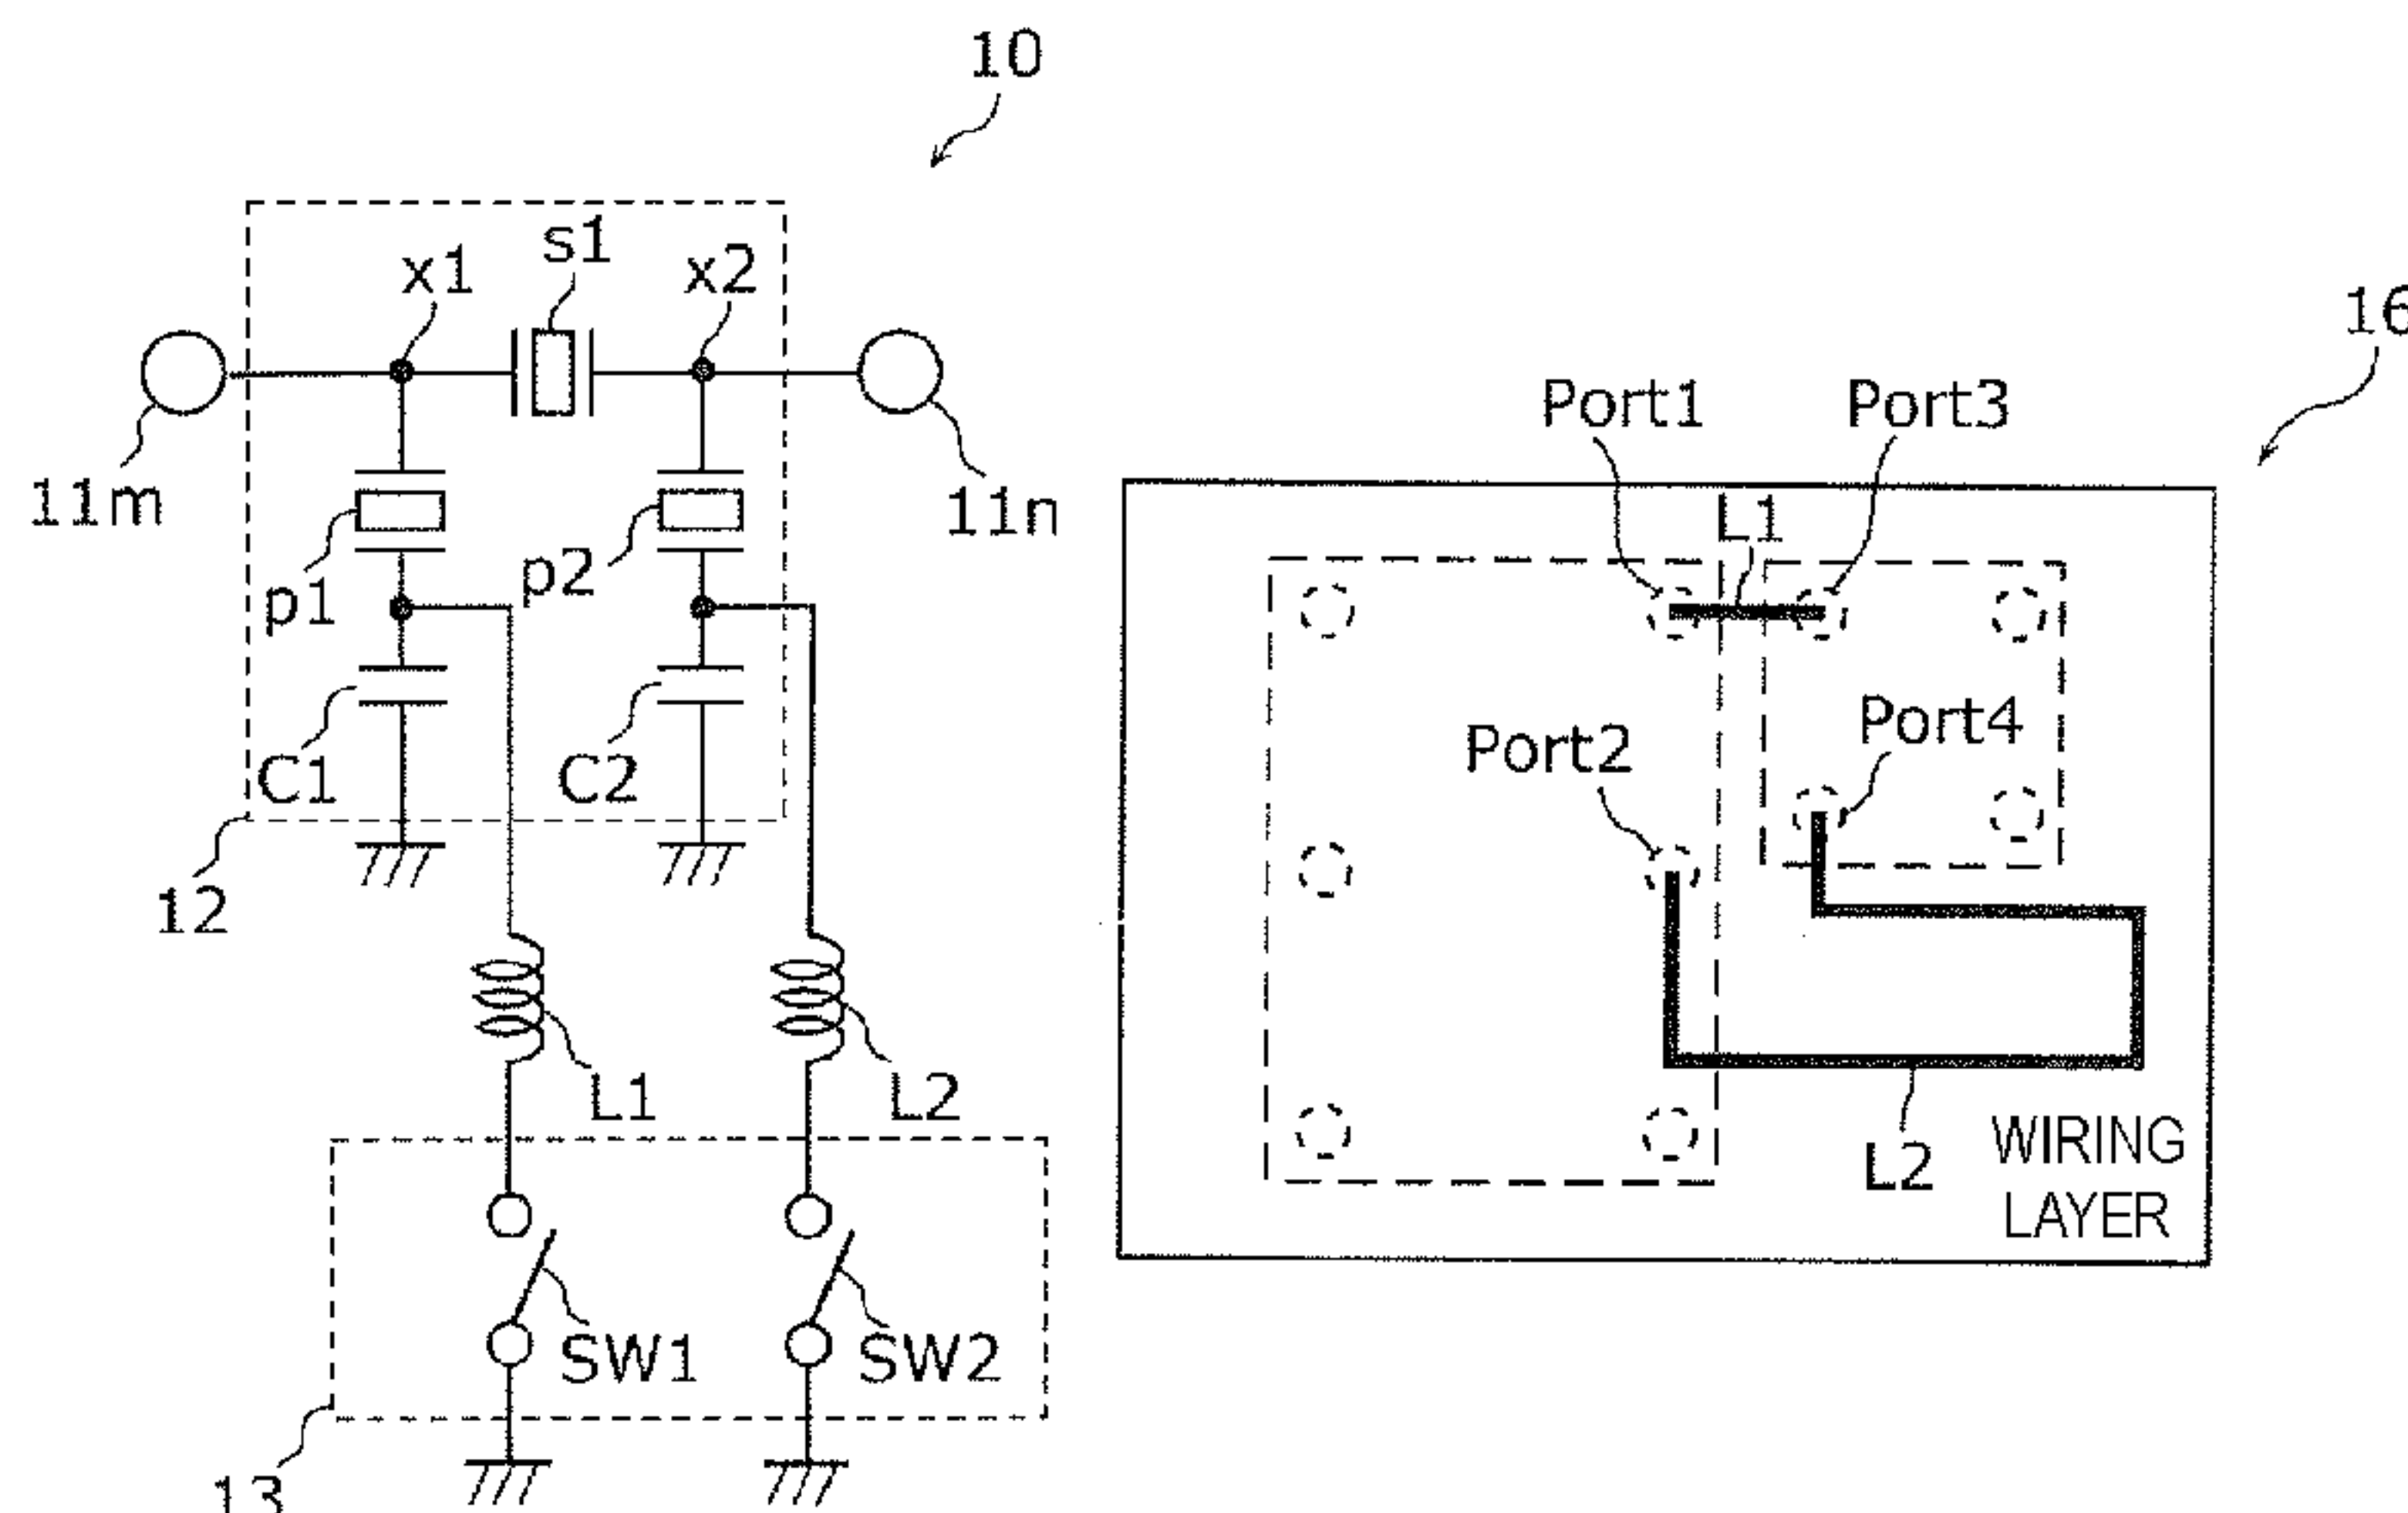 10
s1
x1
x2
11m
11n
p1
p2
C1
C2
12
L1
L2
SW1
SW2
13
16
Port1
Port3
L1
Port2
Port4
L2
WIRING
LAYER